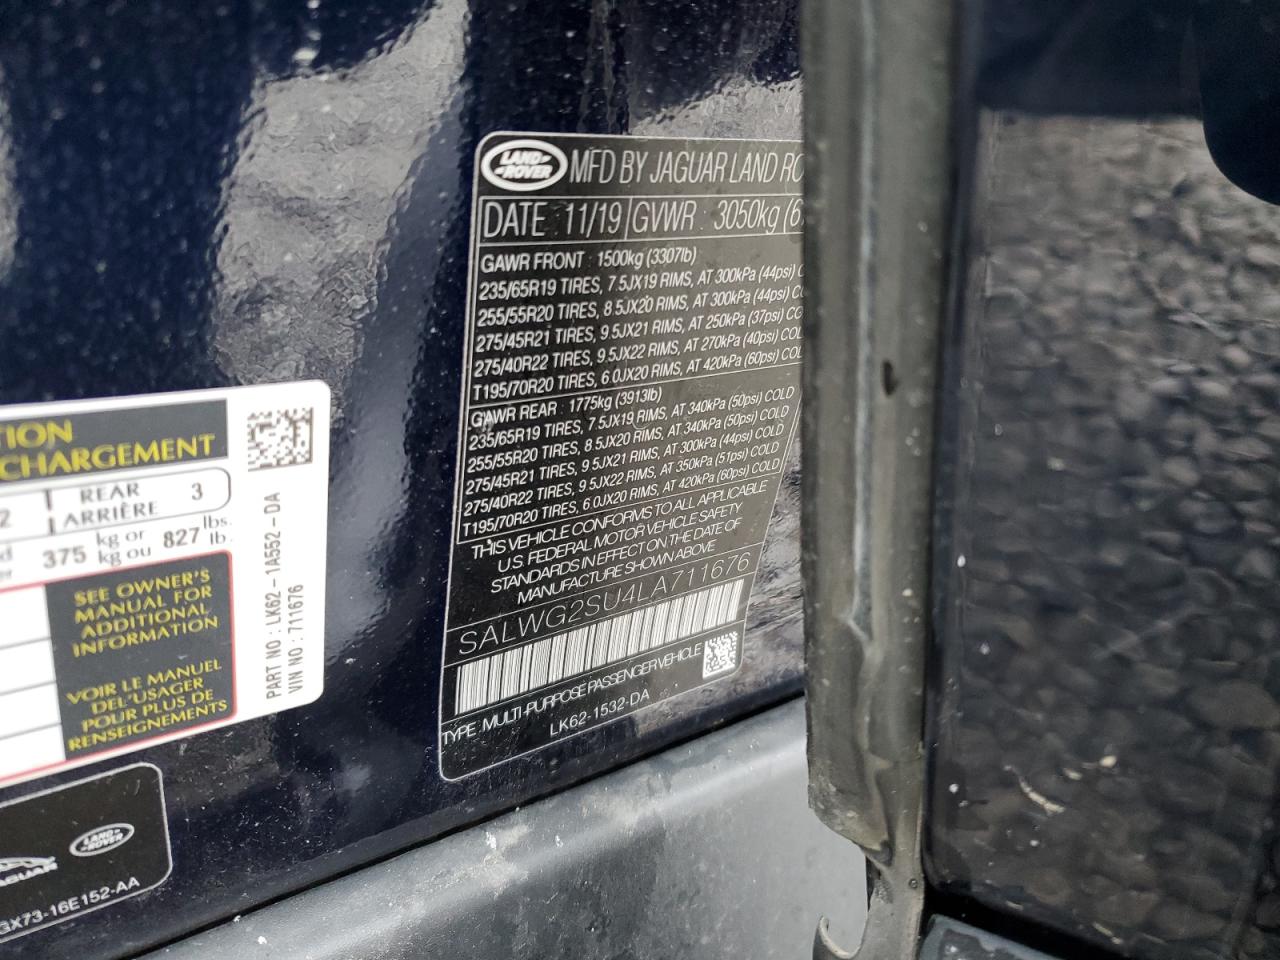 LAND ROVER MFD BY JAGUAR LAND
DATE 11/19 GVWR : 3050kg
GAWR FRONT : 1500kg (3307lb)
235/65R19 TIRES, 7.5JX19 RIMS, AT 300kPa (44psi)
255/55R20 TIRES, 8.5JX20 RIMS, AT 300kPa (44psi)
275/45R21 TIRES, 9.5JX21 RIMS, AT 250kPa (37psi)
275/40R22 TIRES, 9.5JX22 RIMS, AT 270kPa (40psi)
T195/70R20 TIRES, 6.0JX20 RIMS, AT 420kPa (60psi)
GAWR REAR : 1775kg (3913lb)
235/65R19 TIRES, 7.5JX19 RIMS, AT 340kPa (50psi) COLD
255/55R20 TIRES, 8.5JX20 RIMS, AT 340kPa (50psi) COLD
275/45R21 TIRES, 9.5JX21 RIMS, AT 300kPa (44psi) COLD
275/40R22 TIRES, 9.5JX22 RIMS, AT 350kPa (51psi) COLD
T195/70R20 TIRES, 6.0JX20 RIMS, AT 420kPa (60psi) COLD
THIS VEHICLE CONFORMS TO ALL APPLICABLE
U.S. FEDERAL MOTOR VEHICLE SAFETY
STANDARDS IN EFFECT ON THE DATE OF
MANUFACTURE SHOWN ABOVE
SALWG2SU4LA711676
TYPE : MULTI-PURPOSE PASSENGER VEHICLE
LK62-1532-DA
TION
CHARGEMENT
2 REAR 3
ARRIÈRE
375 kg or 827 lbs.
kg ou lb.
SEE OWNER'S
MANUAL FOR
ADDITIONAL
INFORMATION
VOIR LE MANUEL
DEL'USAGER
POUR PLUS DE
RENSEIGNEMENTS
PART NO : LK62 - 1A552 - DA
VIN NO : 711676
LAND ROVER
GX73-16E152-AA